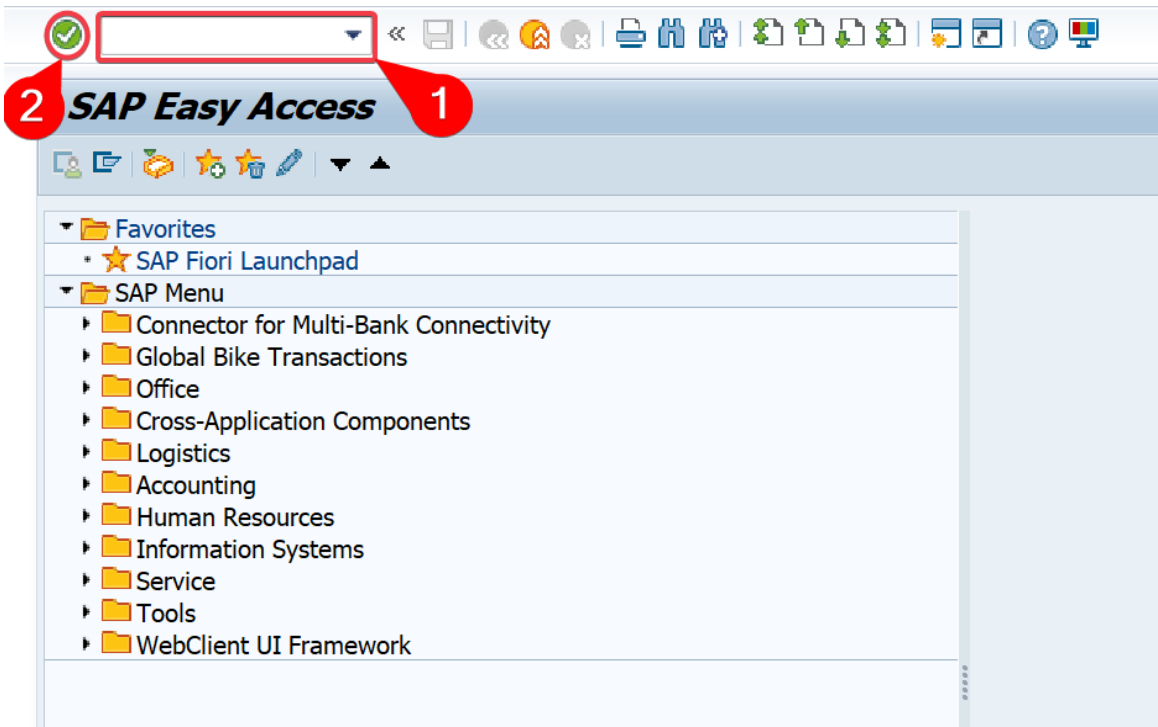 2
1
SAP Easy Access
Favorites
SAP Fiori Launchpad
SAP Menu
Connector for Multi-Bank Connectivity
Global Bike Transactions
Office
Cross-Application Components
Logistics
Accounting
Human Resources
Information Systems
Service
Tools
WebClient UI Framework